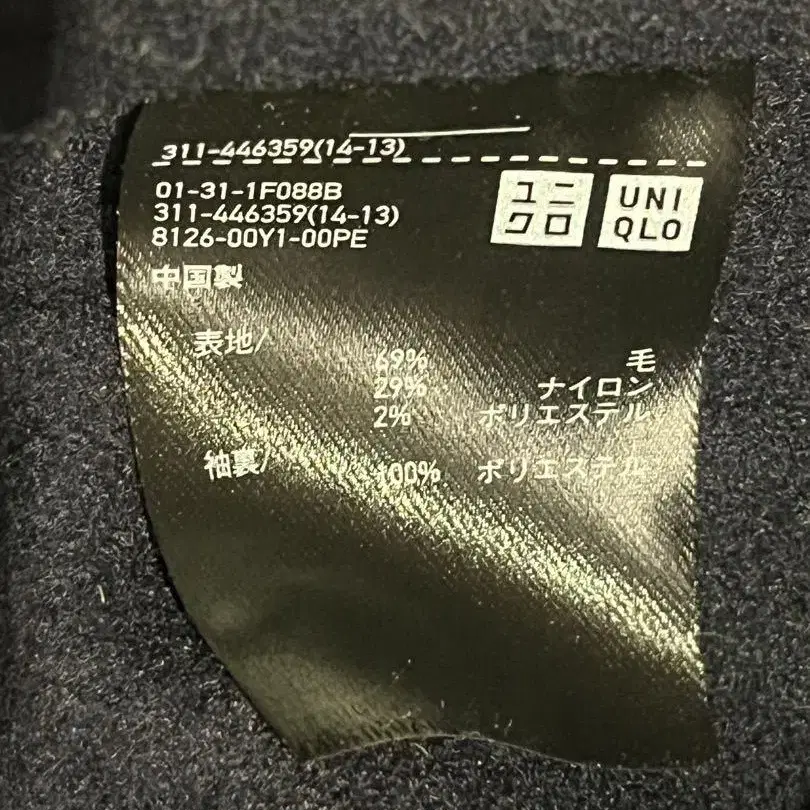 311-446359(14-13)
01-31-1F088B
311-446359(14-13)
8126-00Y1-00PE
ユニ
クロ
UNI
QLO
中国製
表地/
69% 毛
29% ナイロン
2% ポリエステル
袖裏/ 100% ポリエステル